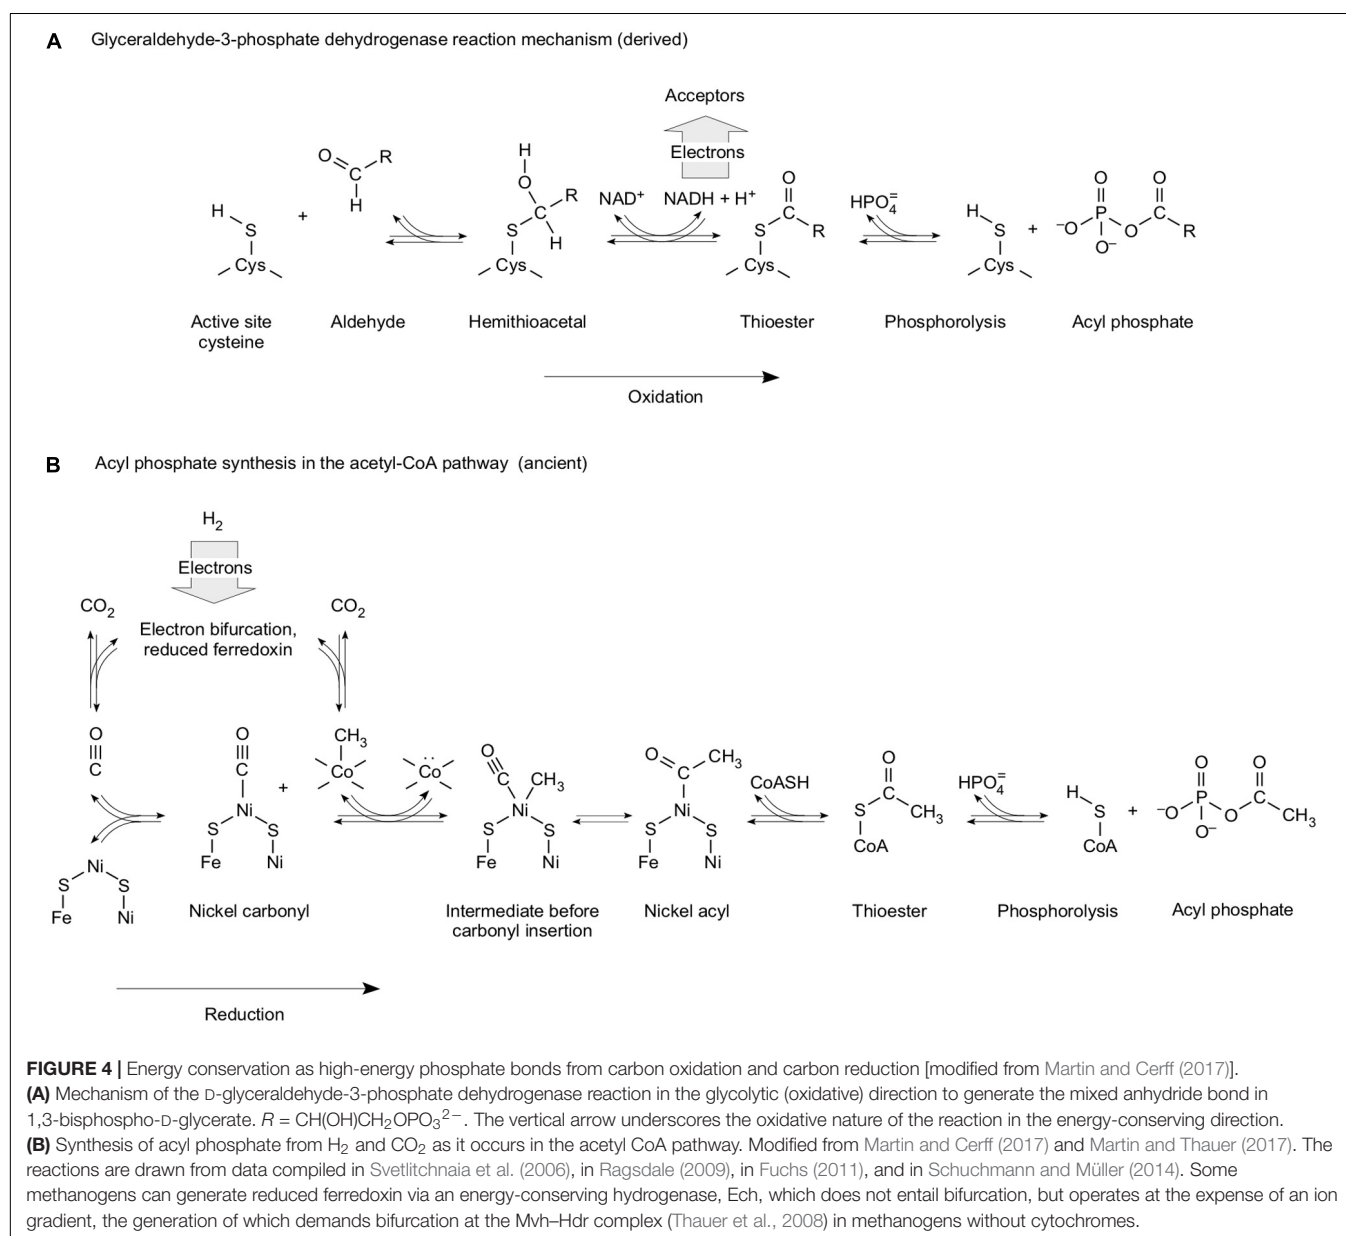 A Glyceraldehyde-3-phosphate dehydrogenase reaction mechanism (derived)
Acceptors
Electrons
H
S
Cys
+
O
C
R
H
H
O
C
R
S
H
Cys
NAD⁺ NADH + H⁺
O
C
S
R
Cys
HPO₄⁼
H
S
Cys
+
O
O
⁻O
P
O
C
R
O⁻
Active site
cysteine
Aldehyde
Hemithioacetal
Thioester
Phosphorolysis
Acyl phosphate
Oxidation
B Acyl phosphate synthesis in the acetyl-CoA pathway (ancient)
H₂
Electrons
CO₂
CO₂
Electron bifurcation,
reduced ferredoxin
O
C
Ni
S
S
Fe
Ni
O
C
Ni
S
S
Fe
Ni
+
CH₃
Co
Co
O
C
CH₃
Ni
S
S
Fe
Ni
O
C
CH₃
Ni
S
S
Fe
Ni
CoASH
O
C
S
CH₃
CoA
HPO₄⁼
H
S
CoA
+
O
O
⁻O
P
O
C
CH₃
O⁻
Nickel carbonyl
Intermediate before
carbonyl insertion
Nickel acyl
Thioester
Phosphorolysis
Acyl phosphate
Reduction
FIGURE 4 | Energy conservation as high-energy phosphate bonds from carbon oxidation and carbon reduction [modified from Martin and Cerff (2017)].
(A) Mechanism of the D-glyceraldehyde-3-phosphate dehydrogenase reaction in the glycolytic (oxidative) direction to generate the mixed anhydride bond in
1,3-bisphospho-D-glycerate. R = CH(OH)CH₂OPO₃²⁻. The vertical arrow underscores the oxidative nature of the reaction in the energy-conserving direction.
(B) Synthesis of acyl phosphate from H₂ and CO₂ as it occurs in the acetyl CoA pathway. Modified from Martin and Cerff (2017) and Martin and Thauer (2017). The
reactions are drawn from data compiled in Svetlitchnaia et al. (2006), in Ragsdale (2009), in Fuchs (2011), and in Schuchmann and Müller (2014). Some
methanogens can generate reduced ferredoxin via an energy-conserving hydrogenase, Ech, which does not entail bifurcation, but operates at the expense of an ion
gradient, the generation of which demands bifurcation at the Mvh–Hdr complex (Thauer et al., 2008) in methanogens without cytochromes.